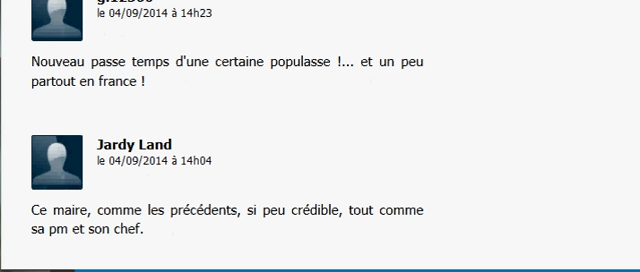 le 04/09/2014 à 14h23
Nouveau passe temps d'une certaine populasse !... et un peu
partout en france !
Jardy Land
le 04/09/2014 à 14h04
Ce maire, comme les précédents, si peu crédible, tout comme
sa pm et son chef.